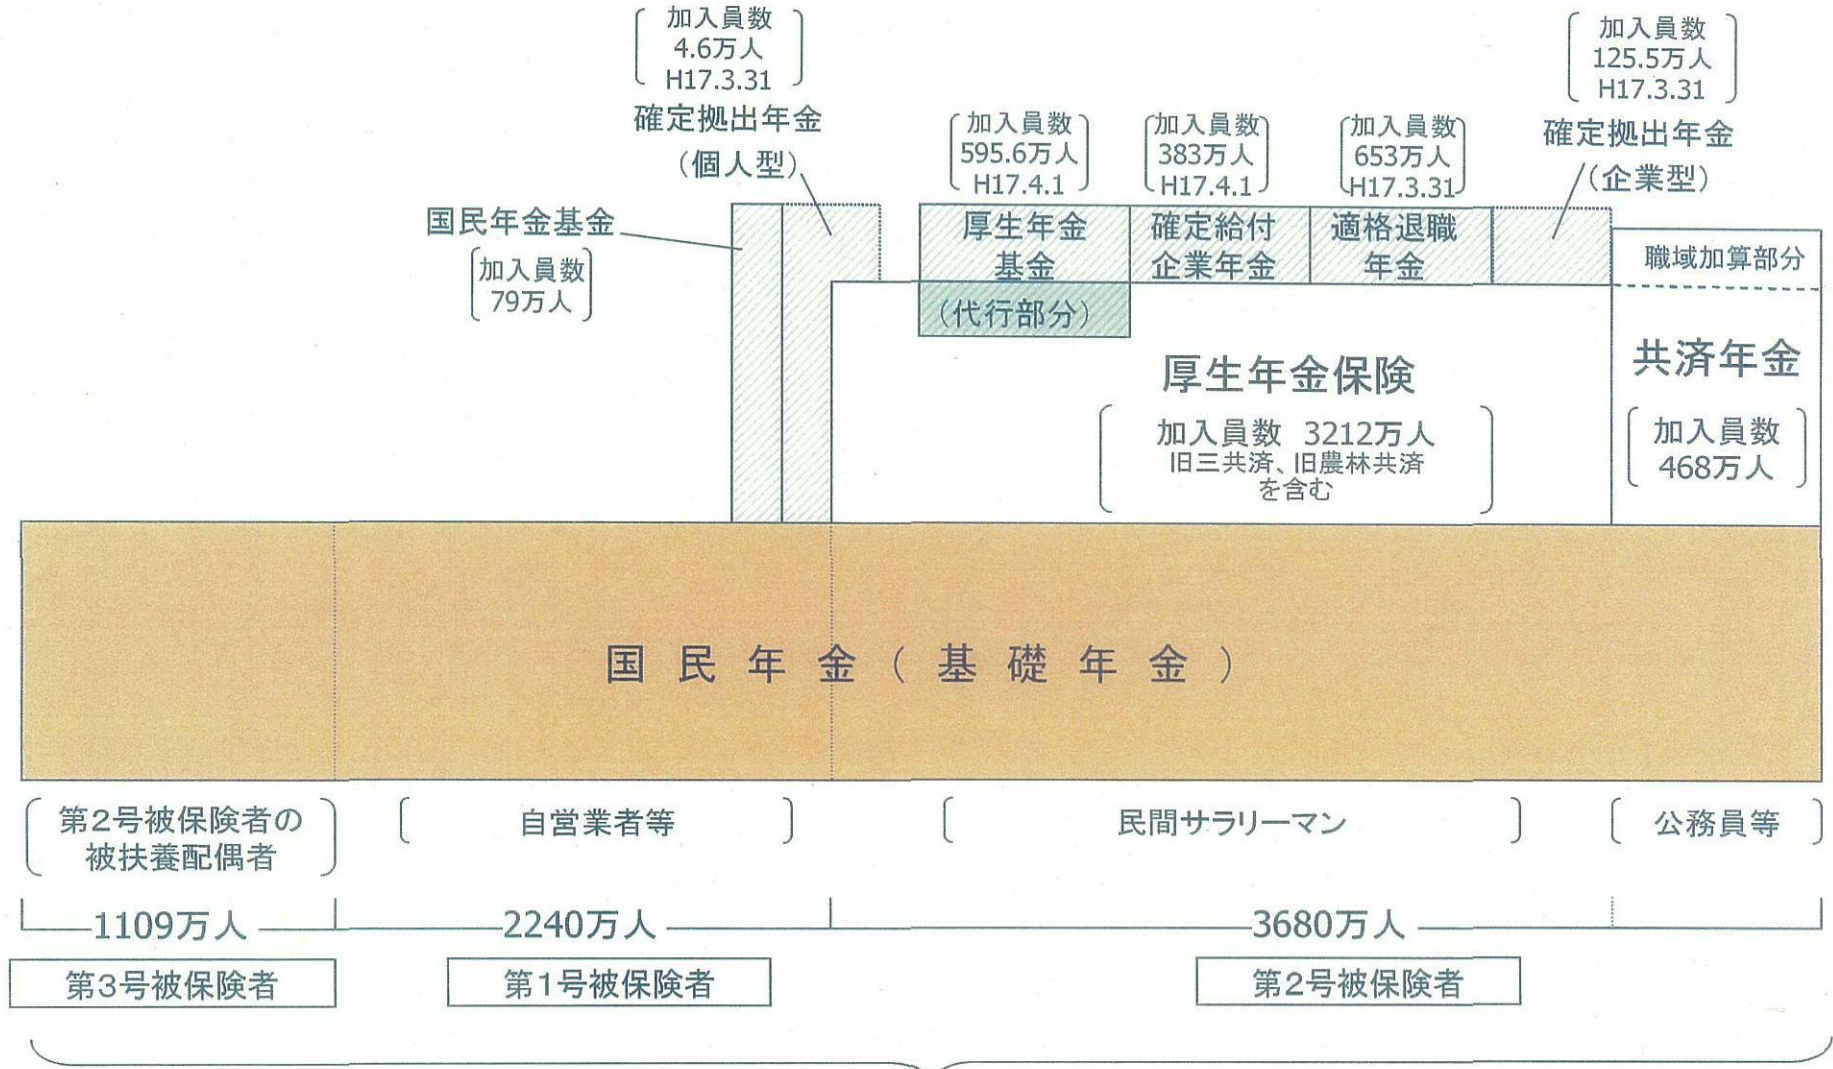 加入員数
4.6万人
H17.3.31
確定拠出年金
(個人型)
加入員数
125.5万人
H17.3.31
確定拠出年金
(企業型)
加入員数
595.6万人
H17.4.1
加入員数
383万人
H17.4.1
加入員数
653万人
H17.3.31
国民年金基金
加入員数
79万人
厚生年金
基金
確定給付
企業年金
適格退職
年金
職域加算部分
(代行部分)
厚生年金保険
加入員数 3212万人
旧三共済、旧農林共済
を含む
共済年金
加入員数
468万人
国民年金(基礎年金)
第2号被保険者の
被扶養配偶者
自営業者等
民間サラリーマン
公務員等
1109万人
2240万人
3680万人
第3号被保険者
第1号被保険者
第2号被保険者